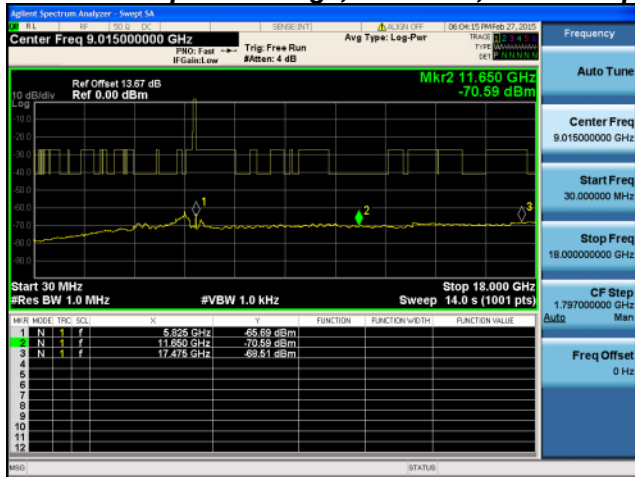 Agilent Spectrum Analyzer - Swept SA
RL RF 50 Ω DC SENSE:INT ALIGN OFF 06:04:15 PM Feb 27, 2015
Center Freq 9.015000000 GHz
PNO: Fast
IFGain:Low
Trig: Free Run
#Atten: 4 dB
Avg Type: Log-Pwr
TRACE 1 2 3 4 5 6
TYPE
DET P N N N N N
Ref Offset 13.67 dB
Ref 0.00 dBm
10 dB/div
Log
Mkr2 11.650 GHz
-70.59 dBm
-10.0
-20.0
-30.0
-40.0
-50.0
-60.0
-70.0
-80.0
-90.0
1
2
3
Start 30 MHz
#Res BW 1.0 MHz
#VBW 1.0 kHz
Stop 18.000 GHz
Sweep 14.0 s (1001 pts)
MKR MODE TRC SCL X Y FUNCTION FUNCTION WIDTH FUNCTION VALUE
1 N 1 f 5.825 GHz -65.69 dBm
2 N 1 f 11.650 GHz -70.59 dBm
3 N 1 f 17.475 GHz -68.51 dBm
4
5
6
7
8
9
10
11
12
MSG STATUS
Frequency
Auto Tune
Center Freq
9.015000000 GHz
Start Freq
30.000000 MHz
Stop Freq
18.000000000 GHz
CF Step
1.797000000 GHz
Auto Man
Freq Offset
0 Hz